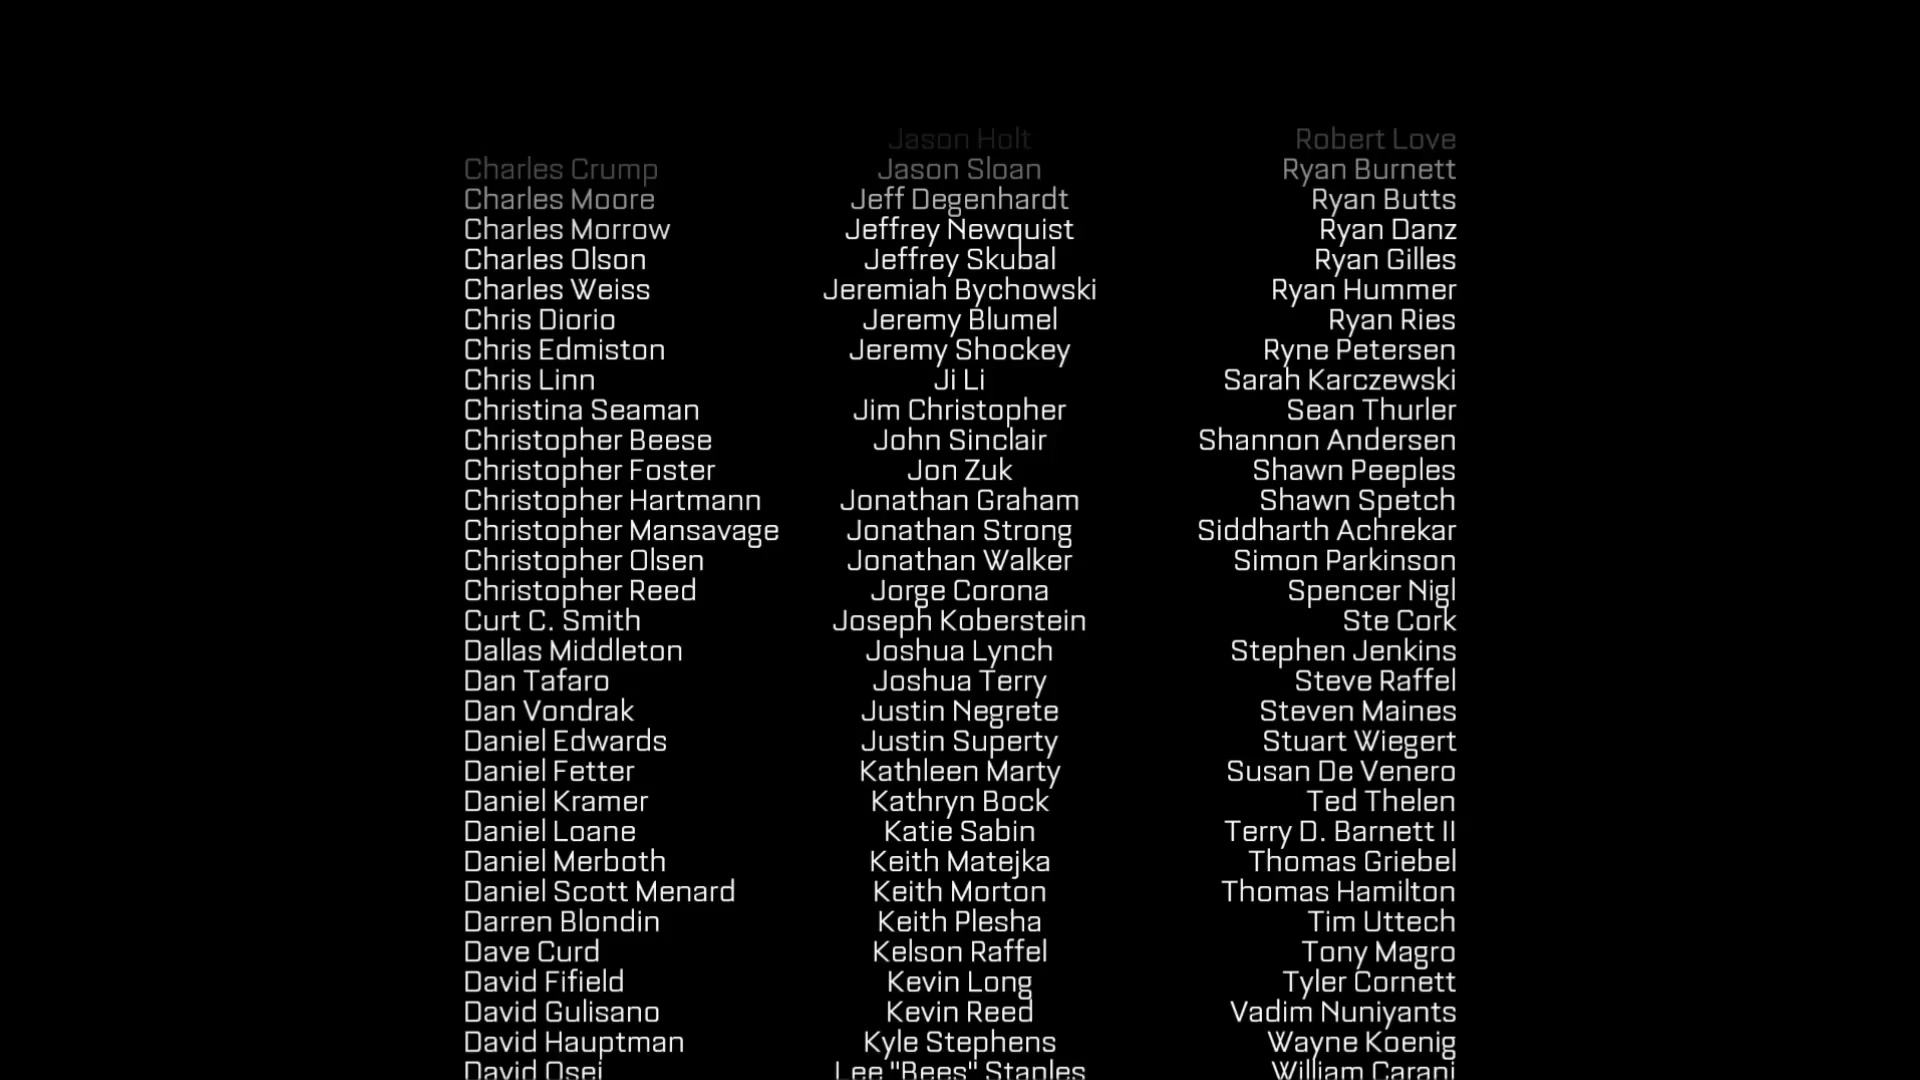 Jason Holt Robert Love
Charles Crump Jason Sloan Ryan Burnett
Charles Moore Jeff Degenhardt Ryan Butts
Charles Morrow Jeffrey Newquist Ryan Danz
Charles Olson Jeffrey Skubal Ryan Gilles
Charles Weiss Jeremiah Bychowski Ryan Hummer
Chris Diorio Jeremy Blumel Ryan Ries
Chris Edmiston Jeremy Shockey Ryne Petersen
Chris Linn Ji Li Sarah Karczewski
Christina Seaman Jim Christopher Sean Thurler
Christopher Beese John Sinclair Shannon Andersen
Christopher Foster Jon Zuk Shawn Peeples
Christopher Hartmann Jonathan Graham Shawn Spetch
Christopher Mansavage Jonathan Strong Siddharth Achrekar
Christopher Olsen Jonathan Walker Simon Parkinson
Christopher Reed Jorge Corona Spencer Nigl
Curt C. Smith Joseph Koberstein Ste Cork
Dallas Middleton Joshua Lynch Stephen Jenkins
Dan Tafaro Joshua Terry Steve Raffel
Dan Vondrak Justin Negrete Steven Maines
Daniel Edwards Justin Superty Stuart Wiegert
Daniel Fetter Kathleen Marty Susan De Venero
Daniel Kramer Kathryn Bock Ted Thelen
Daniel Loane Katie Sabin Terry D. Barnett II
Daniel Merboth Keith Matejka Thomas Griebel
Daniel Scott Menard Keith Morton Thomas Hamilton
Darren Blondin Keith Plesha Tim Uttech
Dave Curd Kelson Raffel Tony Magro
David Fifield Kevin Long Tyler Cornett
David Gulisano Kevin Reed Vadim Nuniyants
David Hauptman Kyle Stephens Wayne Koenig
David Osei Lee "Bees" Staples William Carani